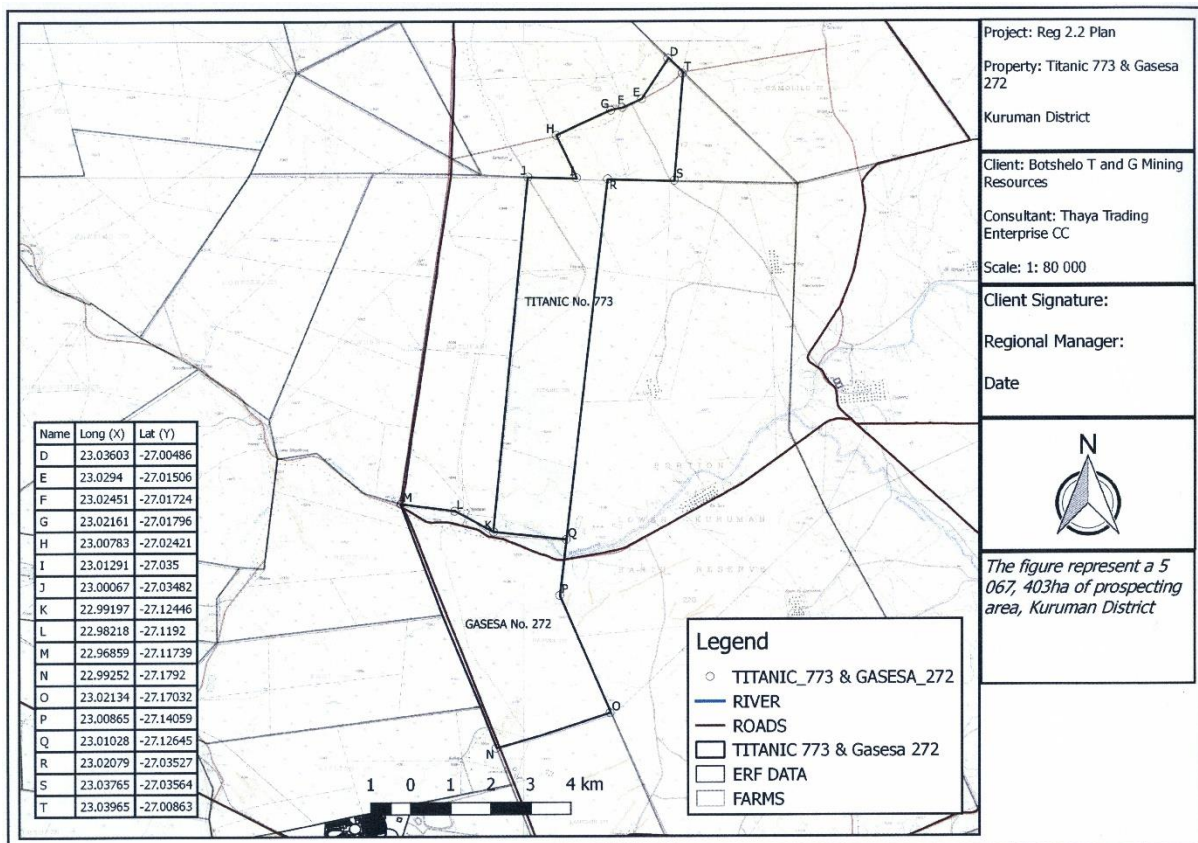 D
T
E
F
G
H
J
I
R
S
TITANIC No. 773
M
L
K
Q
P
GASESA No. 272
O
N
PORTION
LOWER KURUMAN
1 0 1 2 3 4 km
Name Long (X) Lat (Y)
D 23.03603 -27.00486
E 23.0294 -27.01506
F 23.02451 -27.01724
G 23.02161 -27.01796
H 23.00783 -27.02421
I 23.01291 -27.035
J 23.00067 -27.03482
K 22.99197 -27.12446
L 22.98218 -27.1192
M 22.96859 -27.11739
N 22.99252 -27.1792
O 23.02134 -27.17032
P 23.00865 -27.14059
Q 23.01028 -27.12645
R 23.02079 -27.03527
S 23.03765 -27.03564
T 23.03965 -27.00863
Legend
TITANIC_773 & GASESA_272
RIVER
ROADS
TITANIC 773 & Gasesa 272
ERF DATA
FARMS
Project: Reg 2.2 Plan
Property: Titanic 773 & Gasesa
272
Kuruman District
Client: Botshelo T and G Mining
Resources
Consultant: Thaya Trading
Enterprise CC
Scale: 1: 80 000
Client Signature:
Regional Manager:
Date
N
The figure represent a 5
067, 403ha of prospecting
area, Kuruman District